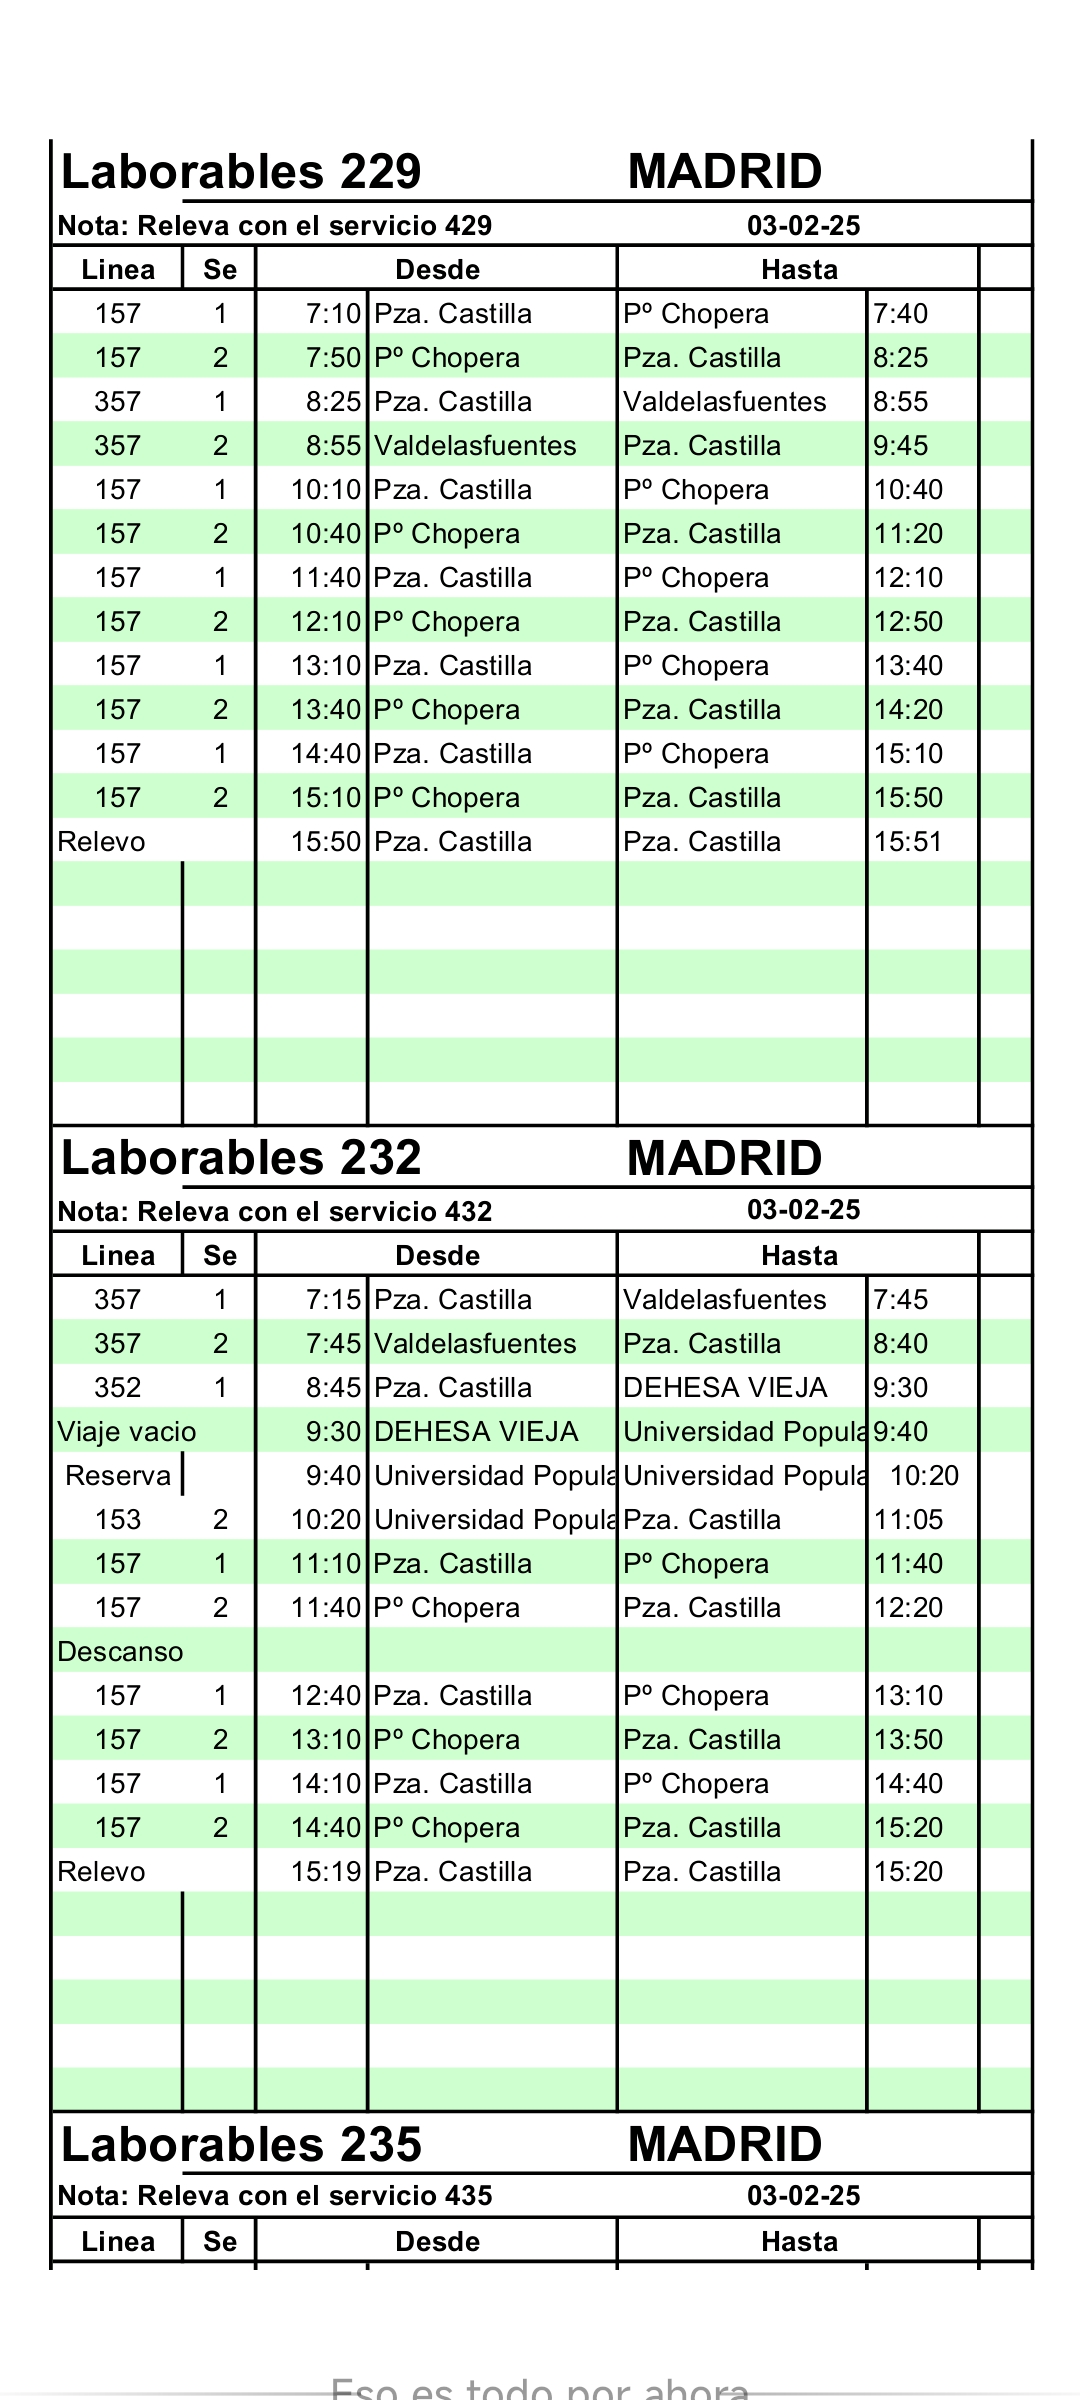 Laborables 229 MADRID
Nota: Releva con el servicio 429 03-02-25
Linea Se Desde Hasta
157 1 7:10 Pza. Castilla Pº Chopera 7:40
157 2 7:50 Pº Chopera Pza. Castilla 8:25
357 1 8:25 Pza. Castilla Valdelasfuentes 8:55
357 2 8:55 Valdelasfuentes Pza. Castilla 9:45
157 1 10:10 Pza. Castilla Pº Chopera 10:40
157 2 10:40 Pº Chopera Pza. Castilla 11:20
157 1 11:40 Pza. Castilla Pº Chopera 12:10
157 2 12:10 Pº Chopera Pza. Castilla 12:50
157 1 13:10 Pza. Castilla Pº Chopera 13:40
157 2 13:40 Pº Chopera Pza. Castilla 14:20
157 1 14:40 Pza. Castilla Pº Chopera 15:10
157 2 15:10 Pº Chopera Pza. Castilla 15:50
Relevo 15:50 Pza. Castilla Pza. Castilla 15:51
Laborables 232 MADRID
Nota: Releva con el servicio 432 03-02-25
Linea Se Desde Hasta
357 1 7:15 Pza. Castilla Valdelasfuentes 7:45
357 2 7:45 Valdelasfuentes Pza. Castilla 8:40
352 1 8:45 Pza. Castilla DEHESA VIEJA 9:30
Viaje vacio 9:30 DEHESA VIEJA Universidad Popula 9:40
Reserva 9:40 Universidad Popula Universidad Popula 10:20
153 2 10:20 Universidad Popula Pza. Castilla 11:05
157 1 11:10 Pza. Castilla Pº Chopera 11:40
157 2 11:40 Pº Chopera Pza. Castilla 12:20
Descanso
157 1 12:40 Pza. Castilla Pº Chopera 13:10
157 2 13:10 Pº Chopera Pza. Castilla 13:50
157 1 14:10 Pza. Castilla Pº Chopera 14:40
157 2 14:40 Pº Chopera Pza. Castilla 15:20
Relevo 15:19 Pza. Castilla Pza. Castilla 15:20
Laborables 235 MADRID
Nota: Releva con el servicio 435 03-02-25
Linea Se Desde Hasta
Eso es todo por ahora